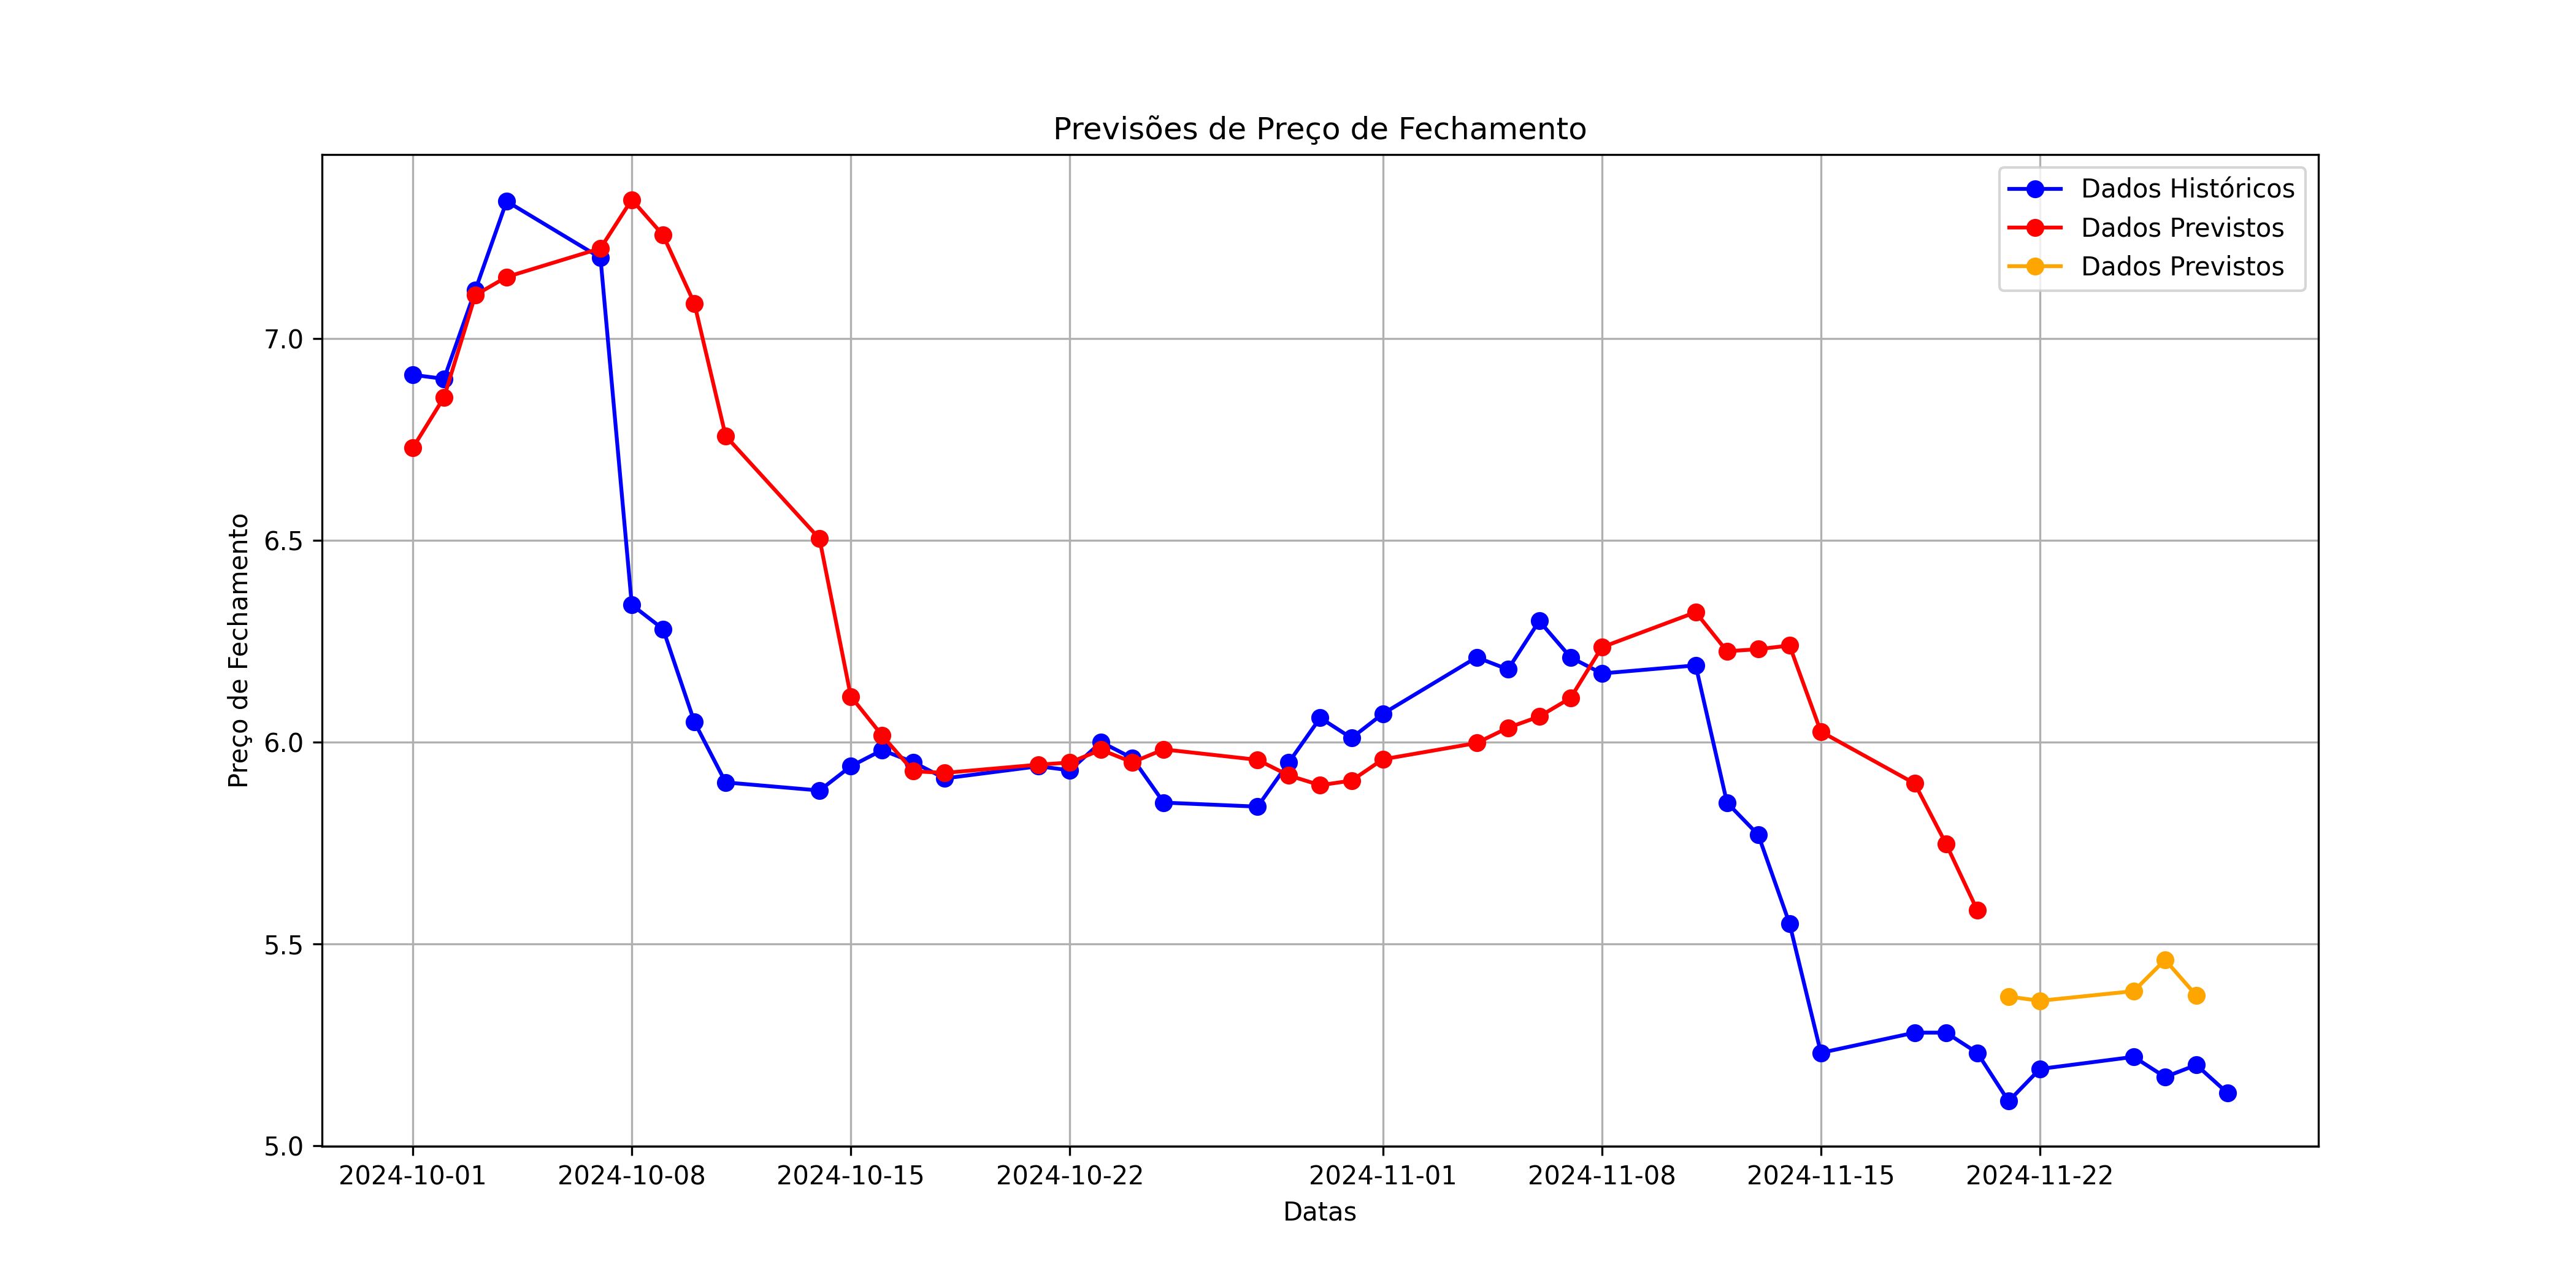 Previsões de Preço de Fechamento
Dados Históricos
Dados Previstos
Dados Previstos
Preço de Fechamento
7.0
6.5
6.0
5.5
5.0
2024-10-01
2024-10-08
2024-10-15
2024-10-22
2024-11-01
2024-11-08
2024-11-15
2024-11-22
Datas